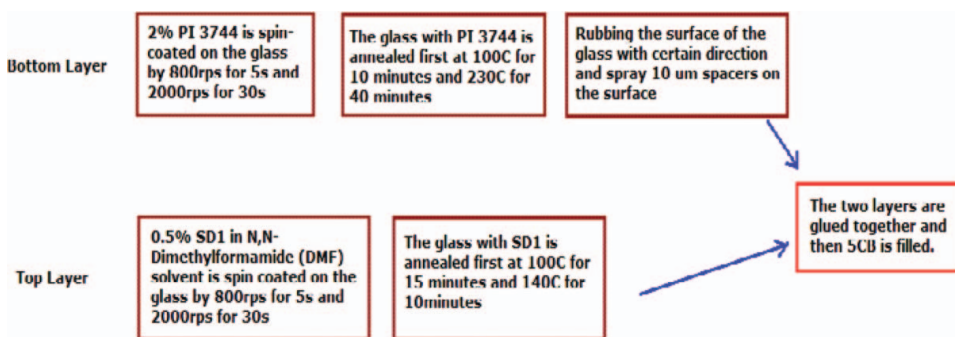 Bottom Layer
2% PI 3744 is spin-
coated on the glass
by 800rps for 5s and
2000rps for 30s
The glass with PI 3744 is
annealed first at 100C for
10 minutes and 230C for
40 minutes
Rubbing the surface of the
glass with certain direction
and spray 10 um spacers on
the surface
The two layers are
glued together and
then 5CB is filled.
Top Layer
0.5% SD1 in N,N-
Dimethylformamide (DMF)
solvent is spin coated on the
glass by 800rps for 5s and
2000rps for 30s
The glass with SD1 is
annealed first at 100C for
15 minutes and 140C for
10minutes